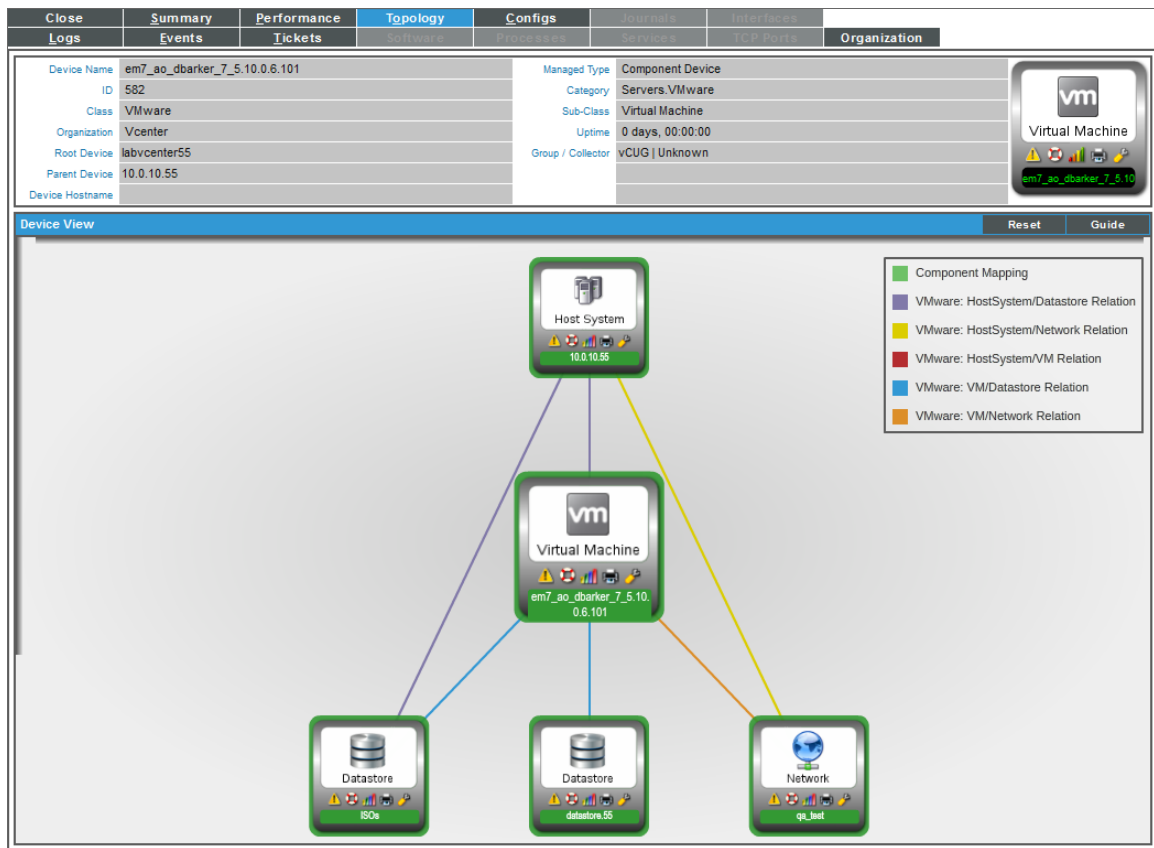 Close Summary Performance Topology Configs Journals Interfaces
Logs Events Tickets Software Processes Services TCP Ports Organization
Device Name em7_ao_dbarker_7_5.10.0.6.101 Managed Type Component Device
ID 582 Category Servers.VMware
Class VMware Sub-Class Virtual Machine
Organization Vcenter Uptime 0 days, 00:00:00
Root Device labvcenter55 Group / Collector vCUG | Unknown
Parent Device 10.0.10.55
Device Hostname
vm
Virtual Machine
em7_ao_dbarker_7_5.10
Device View Reset Guide
Component Mapping
VMware: HostSystem/Datastore Relation
VMware: HostSystem/Network Relation
VMware: HostSystem/VM Relation
VMware: VM/Datastore Relation
VMware: VM/Network Relation
Host System
10.0.10.55
vm
Virtual Machine
em7_ao_dbarker_7_5.10.
0.6.101
Datastore
ISOs
Datastore
datastore.55
Network
qa_test